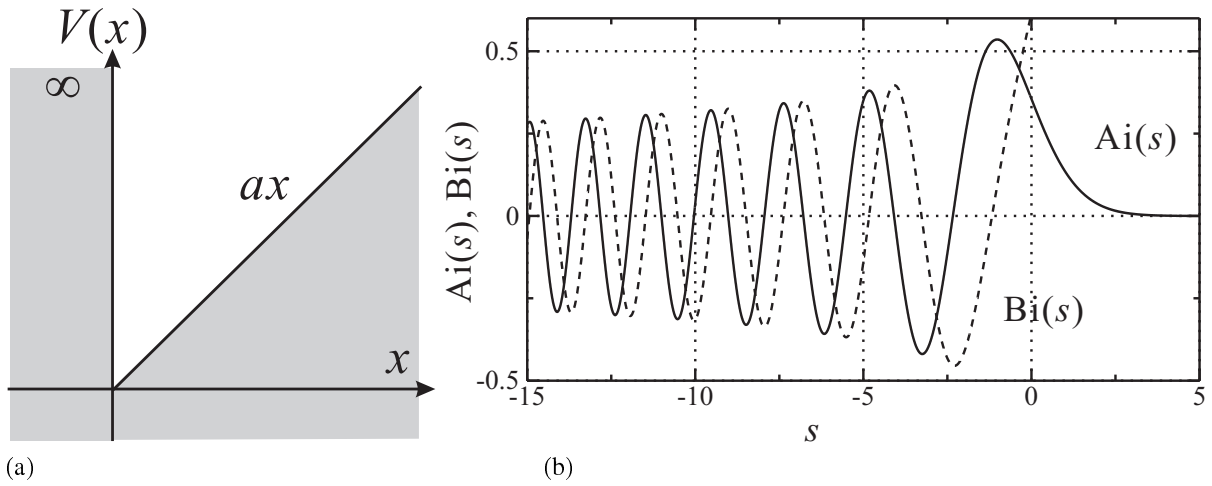 V(x)
∞
ax
x
(a)
Ai(s), Bi(s)
0.5
0
-0.5
Ai(s)
Bi(s)
-15
-10
-5
0
5
s
(b)